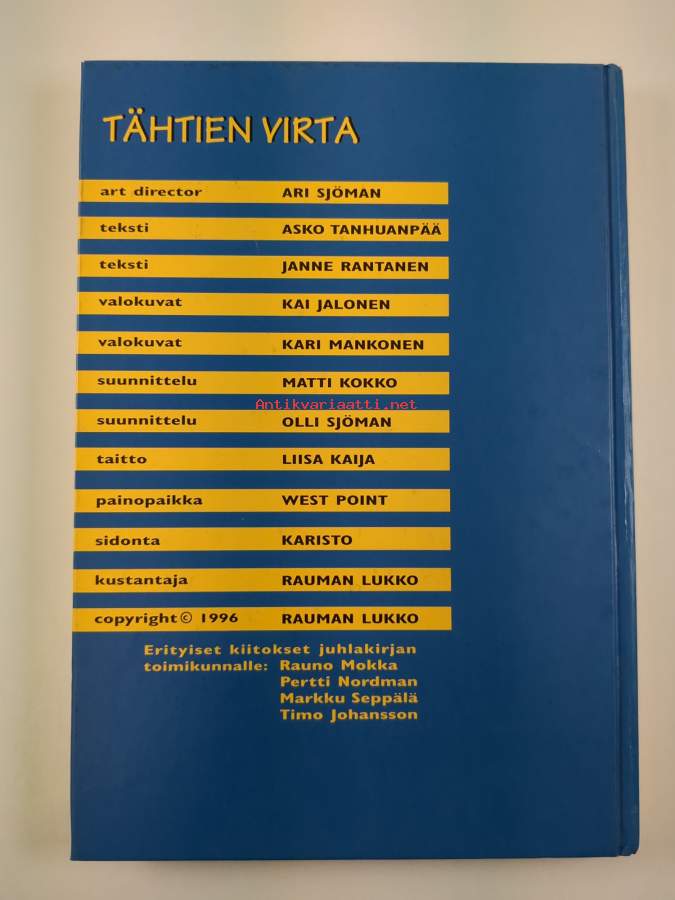 TÄHTIEN VIRTA
art director ARI SJÖMAN
teksti ASKO TANHUANPÄÄ
teksti JANNE RANTANEN
valokuvat KAI JALONEN
valokuvat KARI MANKONEN
suunnittelu MATTI KOKKO
Antikvariaatti.net
suunnittelu OLLI SJÖMAN
taitto LIISA KAIJA
painopaikka WEST POINT
sidonta KARISTO
kustantaja RAUMAN LUKKO
copyright© 1996 RAUMAN LUKKO
Erityiset kiitokset juhlakirjan
toimikunnalle: Rauno Mokka
Pertti Nordman
Markku Seppälä
Timo Johansson